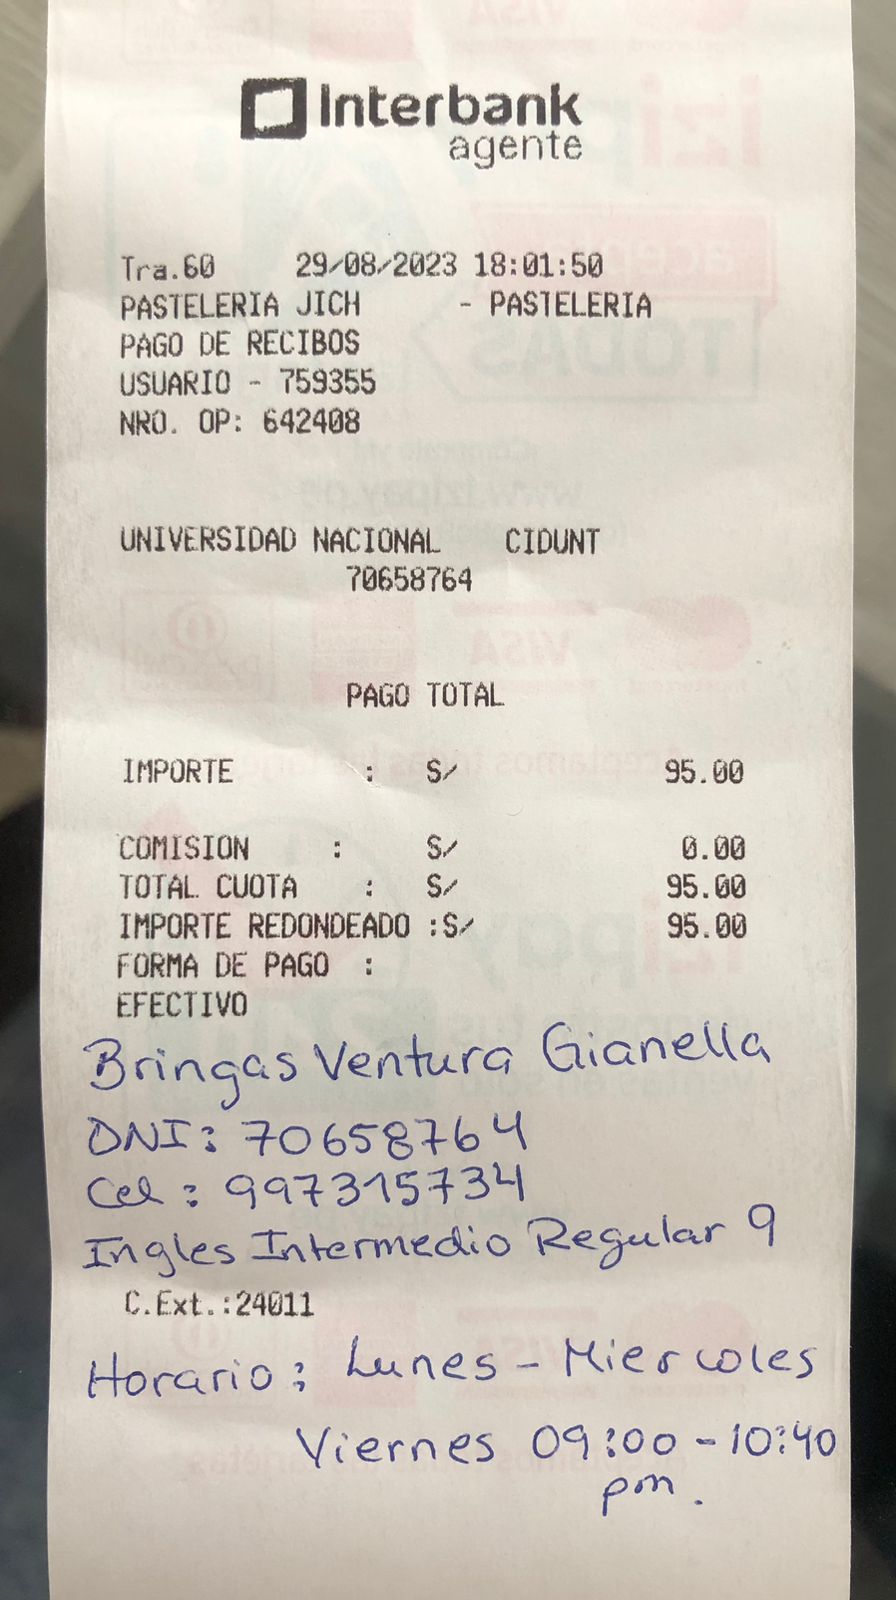 Interbank
agente
Tra.60 29/08/2023 18:01:50
PASTELERIA JICH - PASTELERIA
PAGO DE RECIBOS
USUARIO - 759355
NRO. OP: 642408
UNIVERSIDAD NACIONAL CIDUNT
70658764
PAGO TOTAL
IMPORTE : S/ 95.00
COMISION : S/ 0.00
TOTAL CUOTA : S/ 95.00
IMPORTE REDONDEADO :S/ 95.00
FORMA DE PAGO :
EFECTIVO
Bringas Ventura Gianella
DNI: 70658764
Cel : 997315734
Ingles Intermedio Regular 9
C.Ext.:24011
Horario : Lunes - Miercoles
Viernes 09:00 - 10:40
pm.